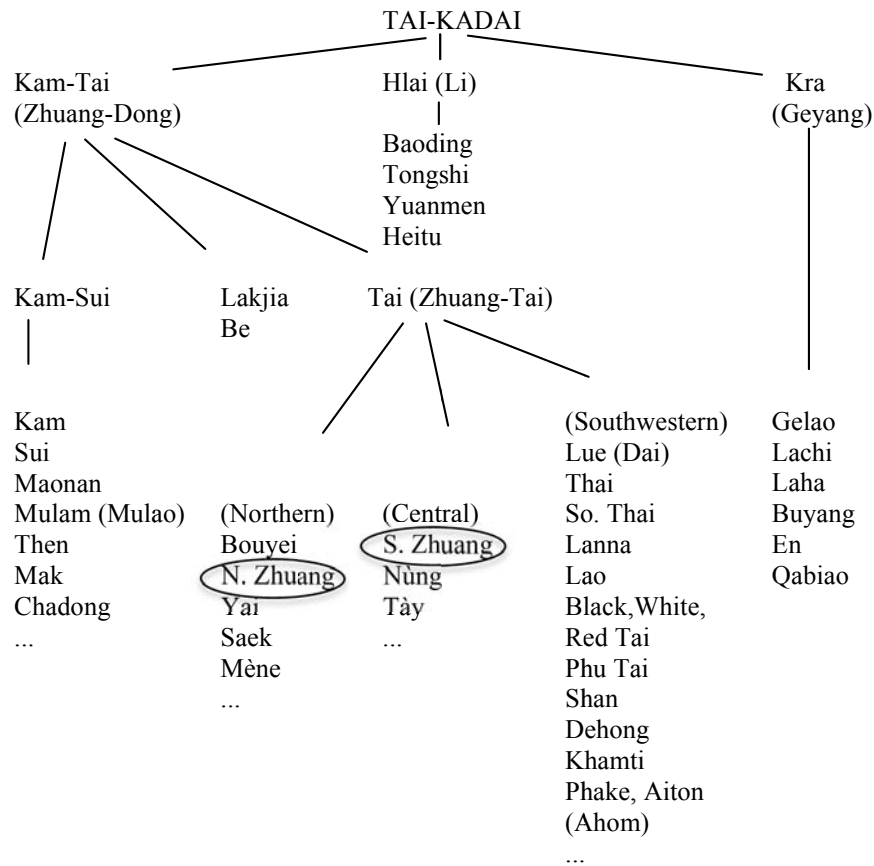 TAI-KADAI
Kam-Tai
(Zhuang-Dong)
Hlai (Li)
Kra
(Geyang)
Baoding
Tongshi
Yuanmen
Heitu
Kam-Sui
Lakjia
Be
Tai (Zhuang-Tai)
Kam
Sui
Maonan
Mulam (Mulao)
Then
Mak
Chadong
...
(Northern)
Bouyei
N. Zhuang
Yai
Saek
Mène
...
(Central)
S. Zhuang
Nùng
Tày
...
(Southwestern)
Lue (Dai)
Thai
So. Thai
Lanna
Lao
Black,White,
Red Tai
Phu Tai
Shan
Dehong
Khamti
Phake, Aiton
(Ahom)
...
Gelao
Lachi
Laha
Buyang
En
Qabiao